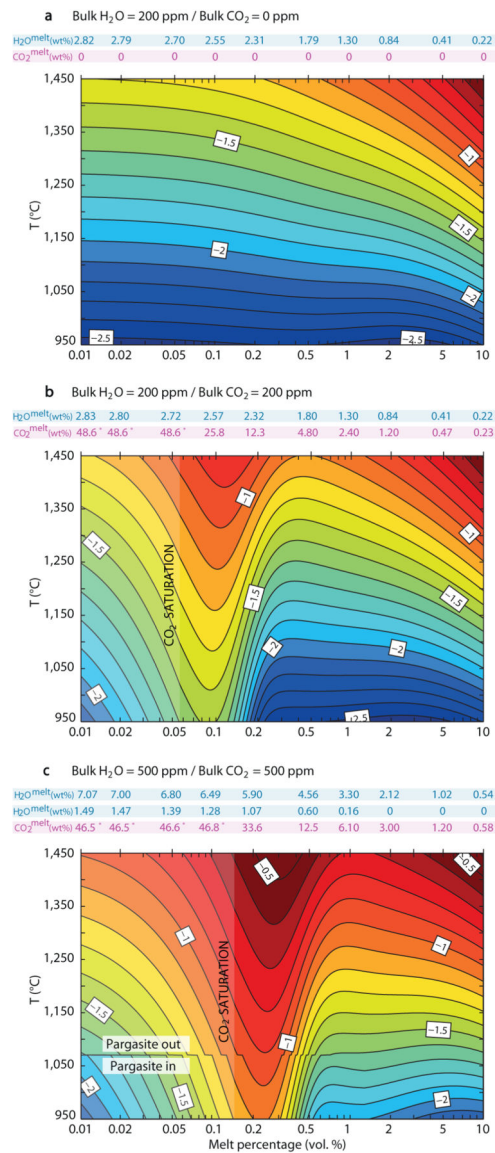 a Bulk H₂O = 200 ppm / Bulk CO₂ = 0 ppm
H₂Oᵐᵉˡᵗ(wt%) 2.82 2.79 2.70 2.55 2.31 1.79 1.30 0.84 0.41 0.22
CO₂ᵐᵉˡᵗ(wt%) 0 0 0 0 0 0 0 0 0 0
1,450
1,350
−1
−1.5
1,250
−1.5
T (°C)
1,150
−2
−2
1,050
950
−2.5
−2.5
0.01 0.02 0.05 0.1 0.2 0.5 1 2 5 10
b Bulk H₂O = 200 ppm / Bulk CO₂ = 200 ppm
H₂Oᵐᵉˡᵗ(wt%) 2.83 2.80 2.72 2.57 2.32 1.80 1.30 0.84 0.41 0.22
CO₂ᵐᵉˡᵗ(wt%) 48.6 * 48.6 * 48.6 * 25.8 12.3 4.80 2.40 1.20 0.47 0.23
1,450
−1
1,350
−1
−1.5
1,250
T (°C)
CO₂ SATURATION
−1.5
−1.5
1,150
−2
−2
1,050
−2
950
−2.5
0.01 0.02 0.05 0.1 0.2 0.5 1 2 5 10
c Bulk H₂O = 500 ppm / Bulk CO₂ = 500 ppm
H₂Oᵐᵉˡᵗ(wt%) 7.07 7.00 6.80 6.49 5.90 4.56 3.30 2.12 1.02 0.54
H₂Oᵐᵉˡᵗ(wt%) 1.49 1.47 1.39 1.28 1.07 0.60 0.16 0 0 0
CO₂ᵐᵉˡᵗ(wt%) 46.5 * 46.5 * 46.6 * 46.8 * 33.6 12.5 6.10 3.00 1.20 0.58
1,450
−0.5
−0.5
1,350
−1
−1
1,250
T (°C)
CO₂ SATURATION
−1.5
1,150
−1.5
−1
Pargasite out
1,050
Pargasite in
−2
−1.5
−2
950
0.01 0.02 0.05 0.1 0.2 0.5 1 2 5 10
Melt percentage (vol. %)